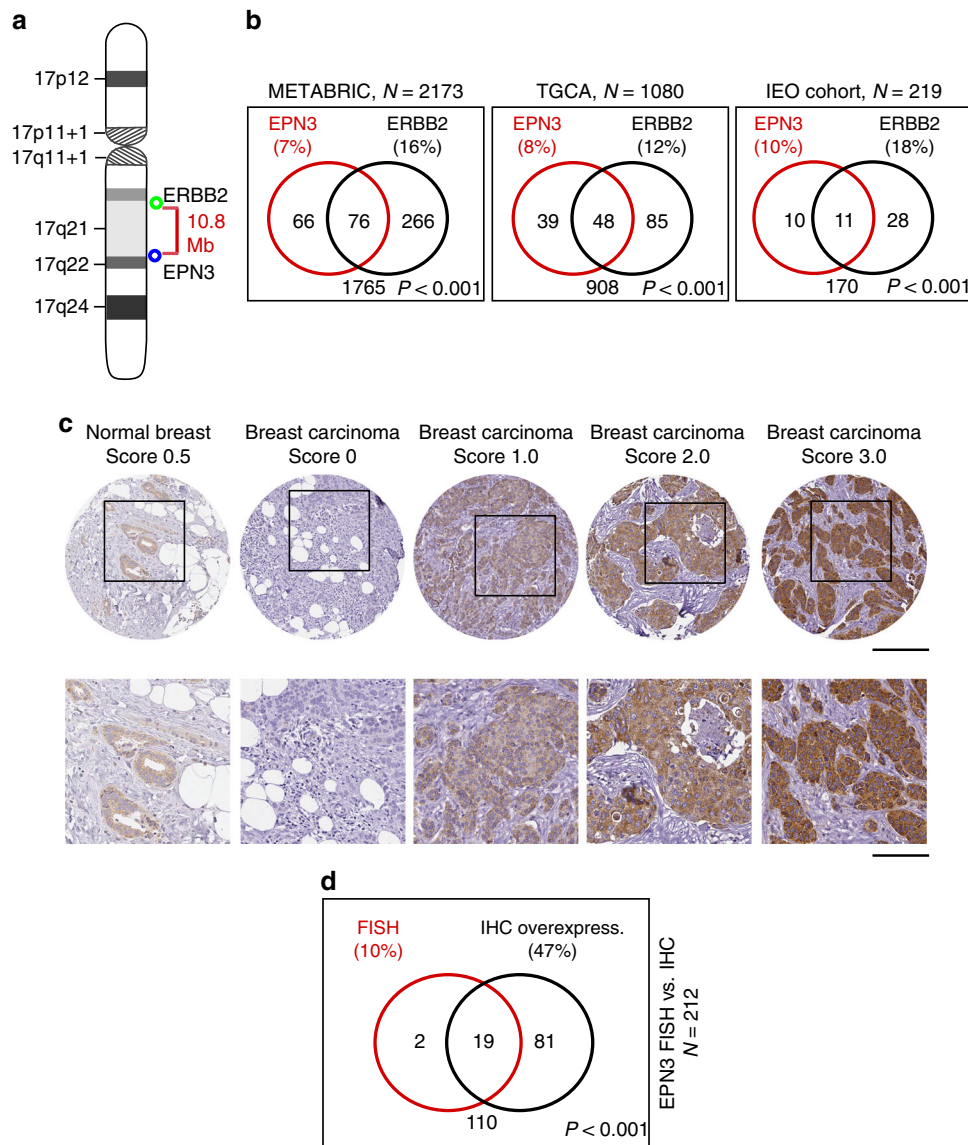 a
17p12
17p11+1
17q11+1
ERBB2
10.8
Mb
17q21
17q22
EPN3
17q24
b
METABRIC, N = 2173
EPN3
(7%)
ERBB2
(16%)
66
76
266
1765
P < 0.001
TGCA, N = 1080
EPN3
(8%)
ERBB2
(12%)
39
48
85
908
P < 0.001
IEO cohort, N = 219
EPN3
(10%)
ERBB2
(18%)
10
11
28
170
P < 0.001
c
Normal breast
Score 0.5
Breast carcinoma
Score 0
Breast carcinoma
Score 1.0
Breast carcinoma
Score 2.0
Breast carcinoma
Score 3.0
d
FISH
(10%)
IHC overexpress.
(47%)
2
19
81
110
P < 0.001
EPN3 FISH vs. IHC
N = 212